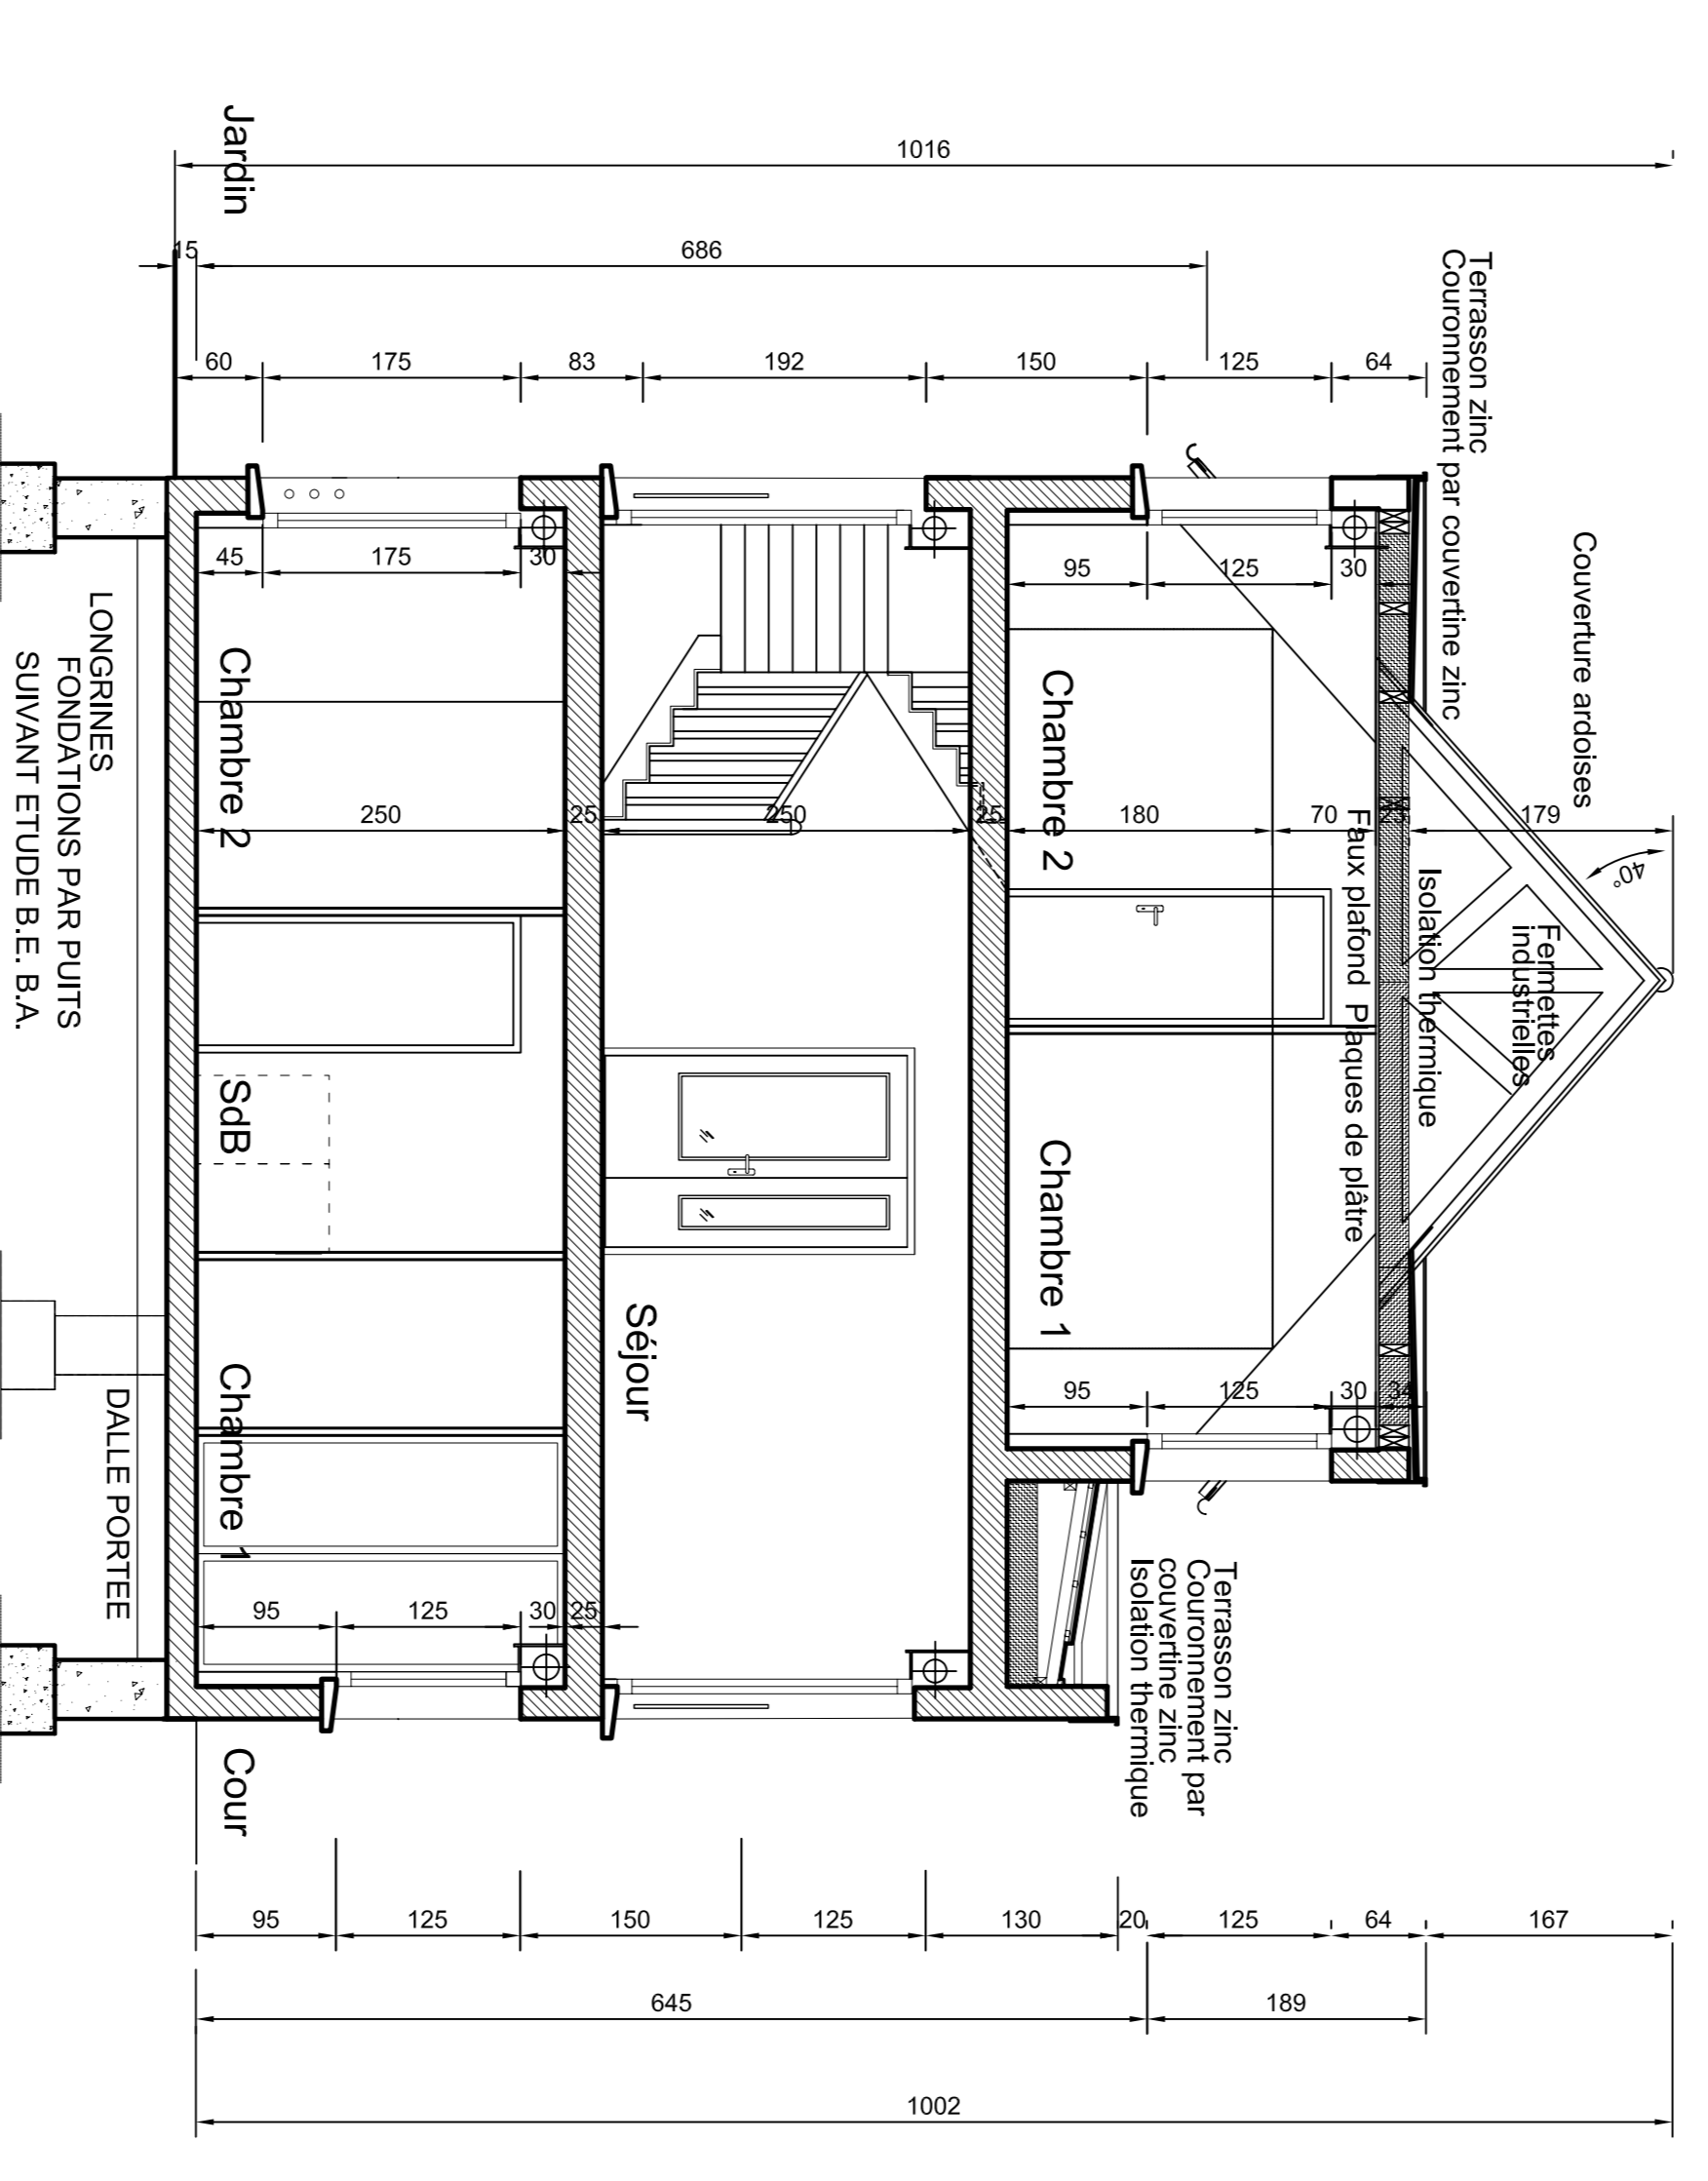 Jardin
1016
15
686
60
175
83
192
150
125
64
Terrasson zinc
Couronnement par couvertine zinc
Couverture ardoises
45
175
30
95
125
30
LONGRINES
FONDATIONS PAR PUITS
SUIVANT ETUDE B.E. B.A.
Chambre 2
Chambre 2
250
25
250
25
180
70
179
40°
Faux plafond Plaques de plâtre
Isolation thermique
Fermettes
industrielles
SdB
Séjour
Chambre 1
Chambre 1
DALLE PORTEE
95
125
30
34
95
125
30
25
Terrasson zinc
Couronnement par
couvertine zinc
Isolation thermique
Cour
95
125
150
125
130
20
125
64
167
645
189
1002